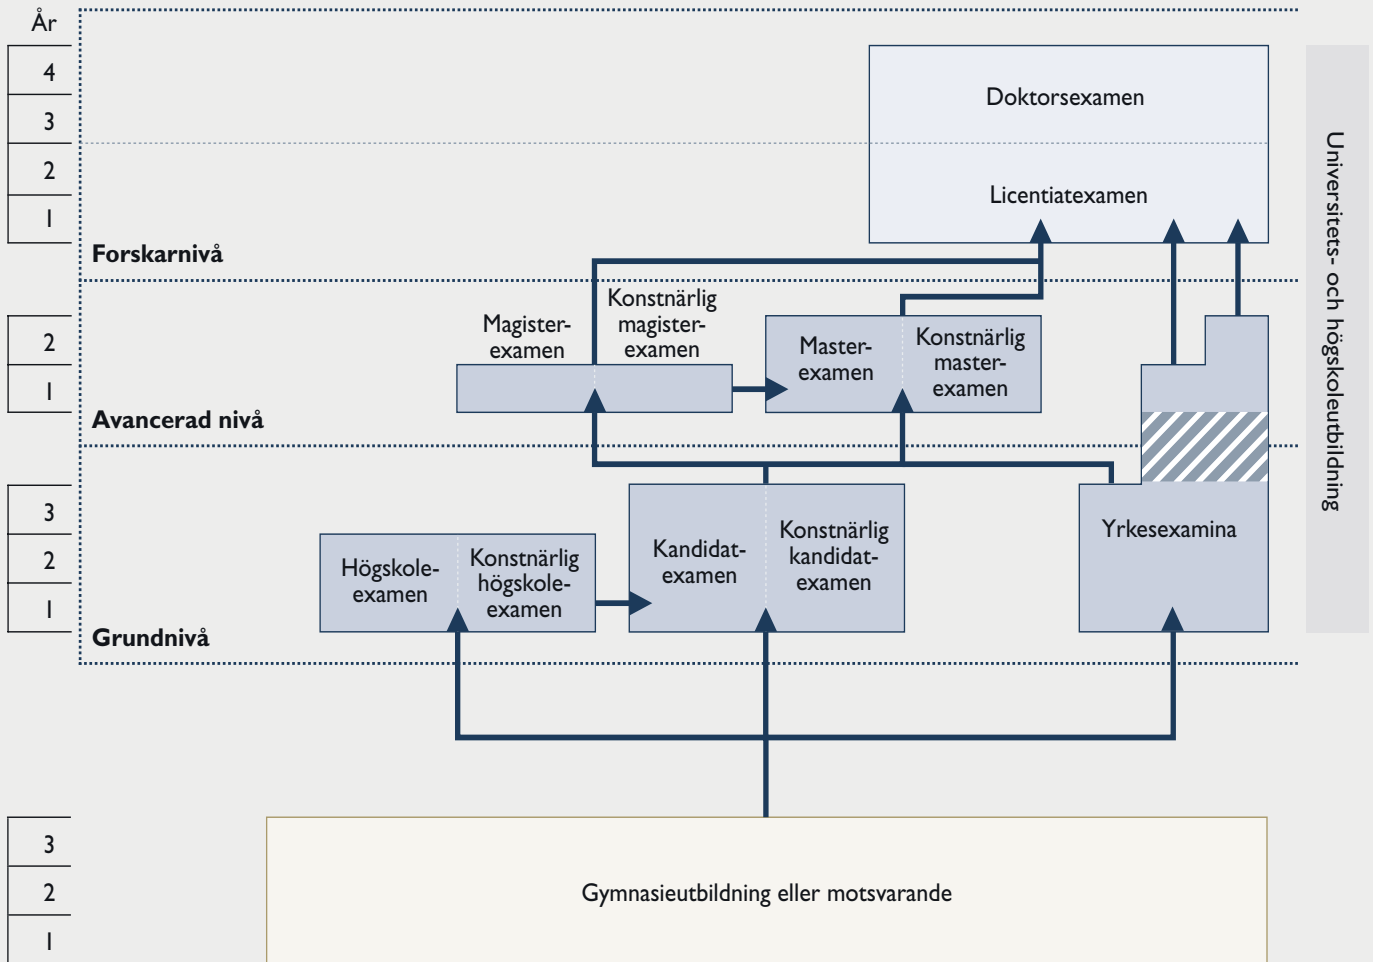 År
4
Doktorsexamen
3
2
Licentiatexamen
1
Forskarnivå
Magister-
examen
Konstnärlig
magister-
examen
2
Master-
examen
Konstnärlig
master-
examen
1
Avancerad nivå
3
Yrkesexamina
Kandidat-
examen
Konstnärlig
kandidat-
examen
2
Högskole-
examen
Konstnärlig
högskole-
examen
1
Grundnivå
Universitets- och högskoleutbildning
3
2
Gymnasieutbildning eller motsvarande
1